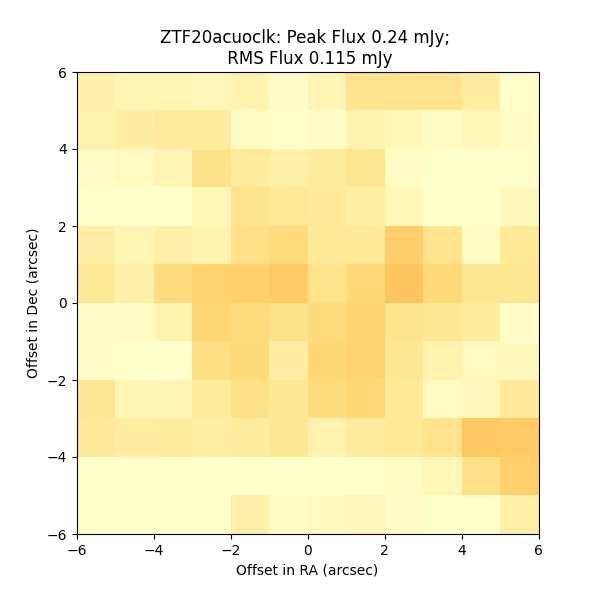 ZTF20acuoclk: Peak Flux 0.24 mJy;
RMS Flux 0.115 mJy
6
4
2
0
−2
−4
−6
Offset in Dec (arcsec)
−6 −4 −2 0 2 4 6
Offset in RA (arcsec)